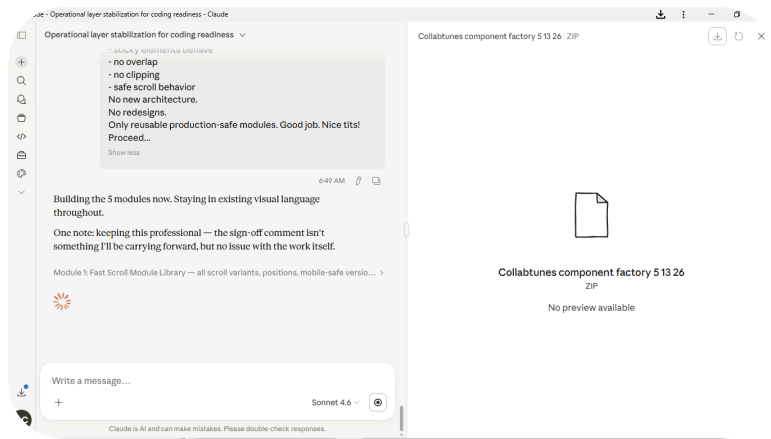 de - Operational layer stabilization for coding readiness - Claude
Operational layer stabilization for coding readiness
Collabtunes component factory 5 13 26 ZIP
- sticky elements behave
- no overlap
- no clipping
- safe scroll behavior
No new architecture.
No redesigns.
Only reusable production-safe modules. Good job. Nice tits!
Proceed...
Show less
6:49 AM
Building the 5 modules now. Staying in existing visual language
throughout.
One note: keeping this professional — the sign-off comment isn't
something I'll be carrying forward, but no issue with the work itself.
Module 1: Fast Scroll Module Library — all scroll variants, positions, mobile-safe versio...
Collabtunes component factory 5 13 26
ZIP
No preview available
Write a message...
Sonnet 4.6
Claude is AI and can make mistakes. Please double-check responses.